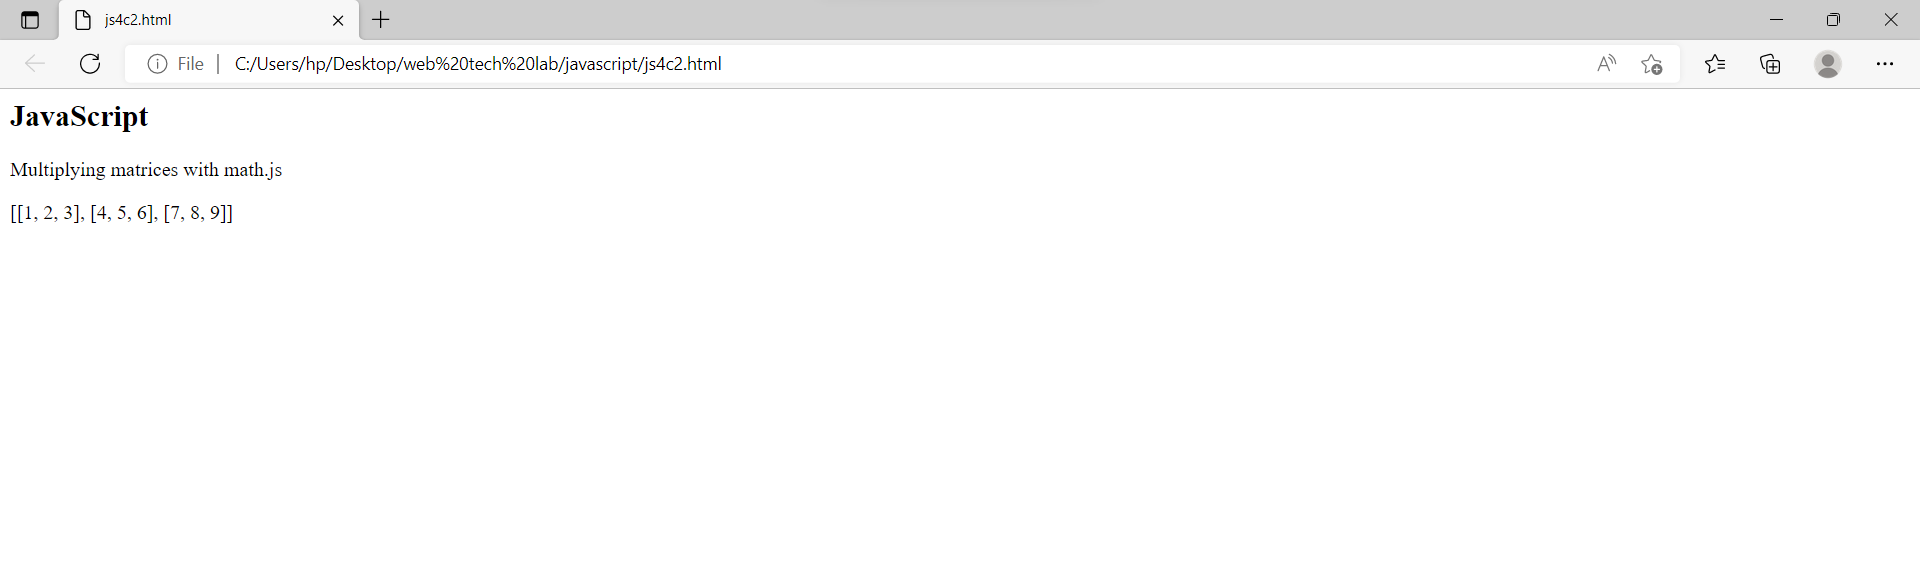 js4c2.html
File
C:/Users/hp/Desktop/web%20tech%20lab/javascript/js4c2.html
JavaScript
Multiplying matrices with math.js
[[1, 2, 3], [4, 5, 6], [7, 8, 9]]